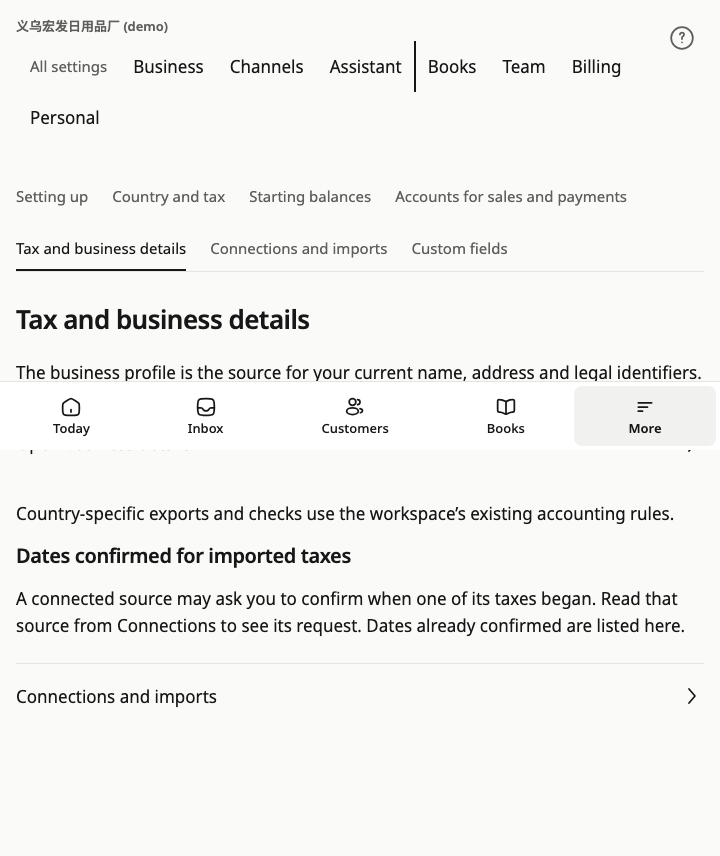 义乌宏发日用品厂 (demo)
All settings Business Channels Assistant Books Team Billing
Personal
Setting up Country and tax Starting balances Accounts for sales and payments
Tax and business details Connections and imports Custom fields
Tax and business details
The business profile is the source for your current name, address and legal identifiers.
Today Inbox Customers Books More
Country-specific exports and checks use the workspace’s existing accounting rules.
Dates confirmed for imported taxes
A connected source may ask you to confirm when one of its taxes began. Read that
source from Connections to see its request. Dates already confirmed are listed here.
Connections and imports